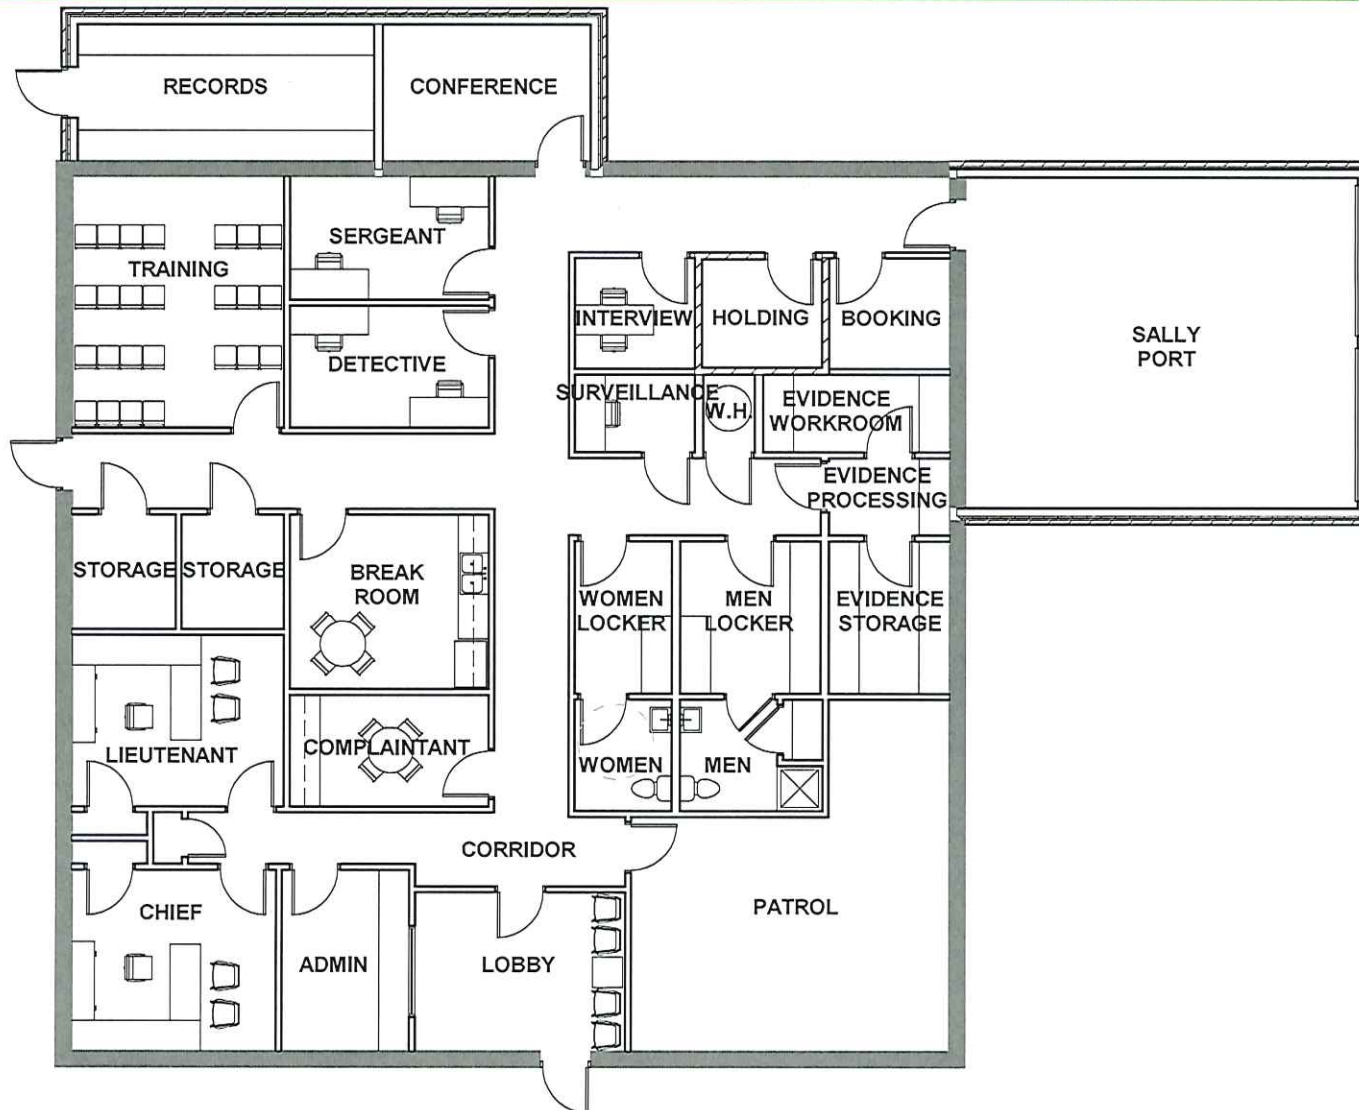 RECORDS
CONFERENCE
SERGEANT
TRAINING
DETECTIVE
INTERVIEW
HOLDING
BOOKING
SALLY
PORT
SURVEILLANCE
W.H.
EVIDENCE
WORKROOM
EVIDENCE
PROCESSING
STORAGE
STORAGE
BREAK
ROOM
WOMEN
LOCKER
MEN
LOCKER
EVIDENCE
STORAGE
LIEUTENANT
COMPLAINTANT
WOMEN
MEN
CORRIDOR
CHIEF
ADMIN
LOBBY
PATROL